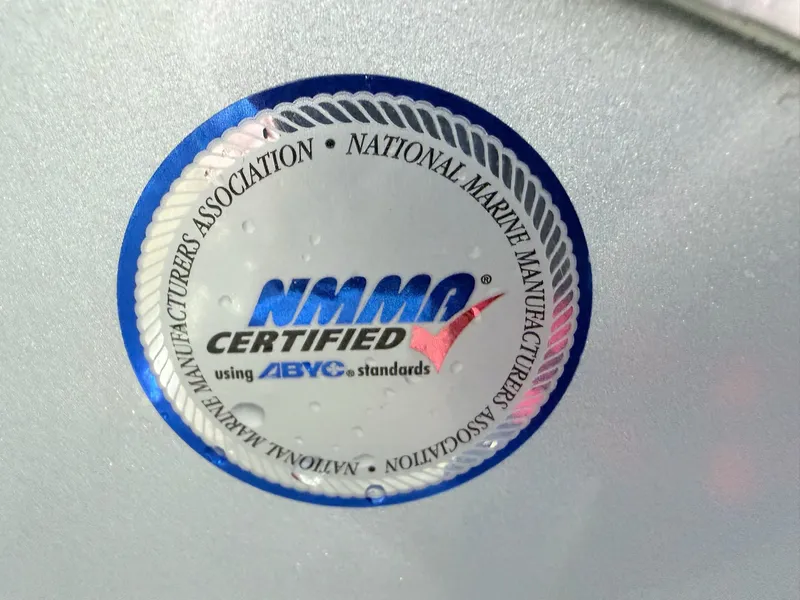 NATIONAL MARINE MANUFACTURERS ASSOCIATION • NATIONAL MARINE MANUFACTURERS ASSOCIATION •
NMMA®
CERTIFIED
using ABYC® standards